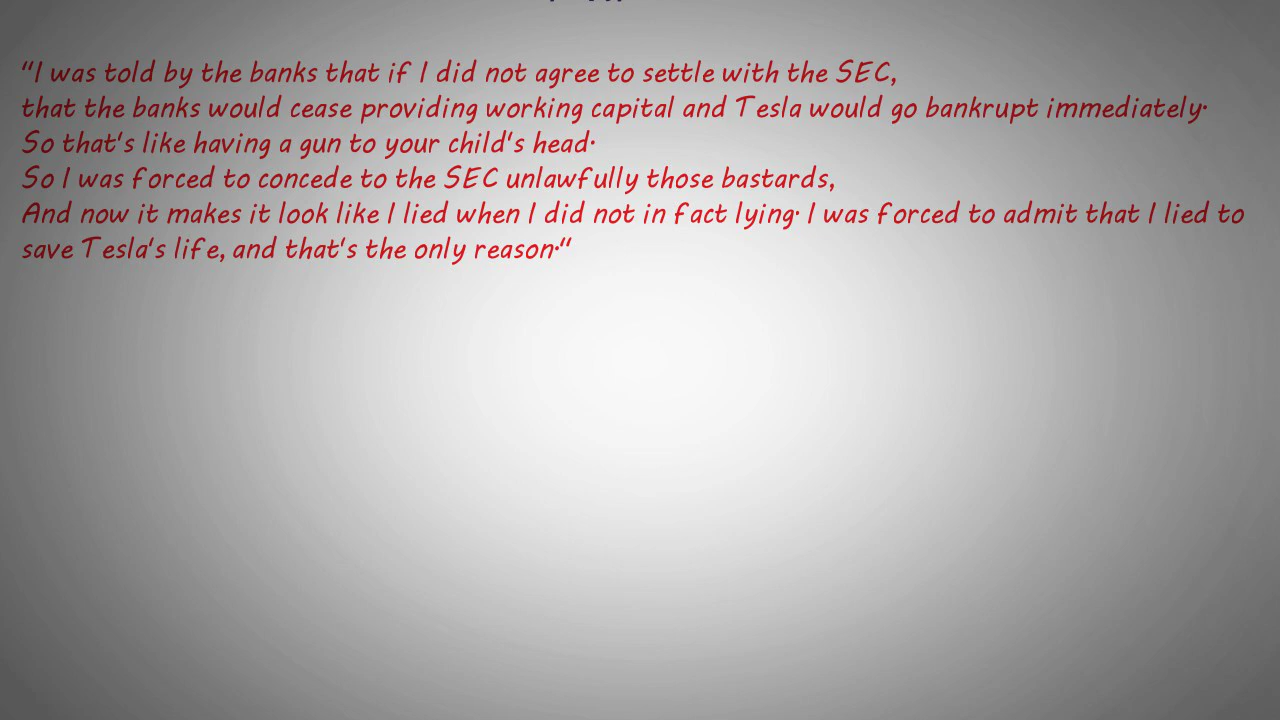 "I was told by the banks that if I did not agree to settle with the SEC,
that the banks would cease providing working capital and Tesla would go bankrupt immediately.
So that's like having a gun to your child's head.
So I was forced to concede to the SEC unlawfully those bastards,
And now it makes it look like I lied when I did not in fact lying. I was forced to admit that I lied to
save Tesla's life, and that's the only reason."